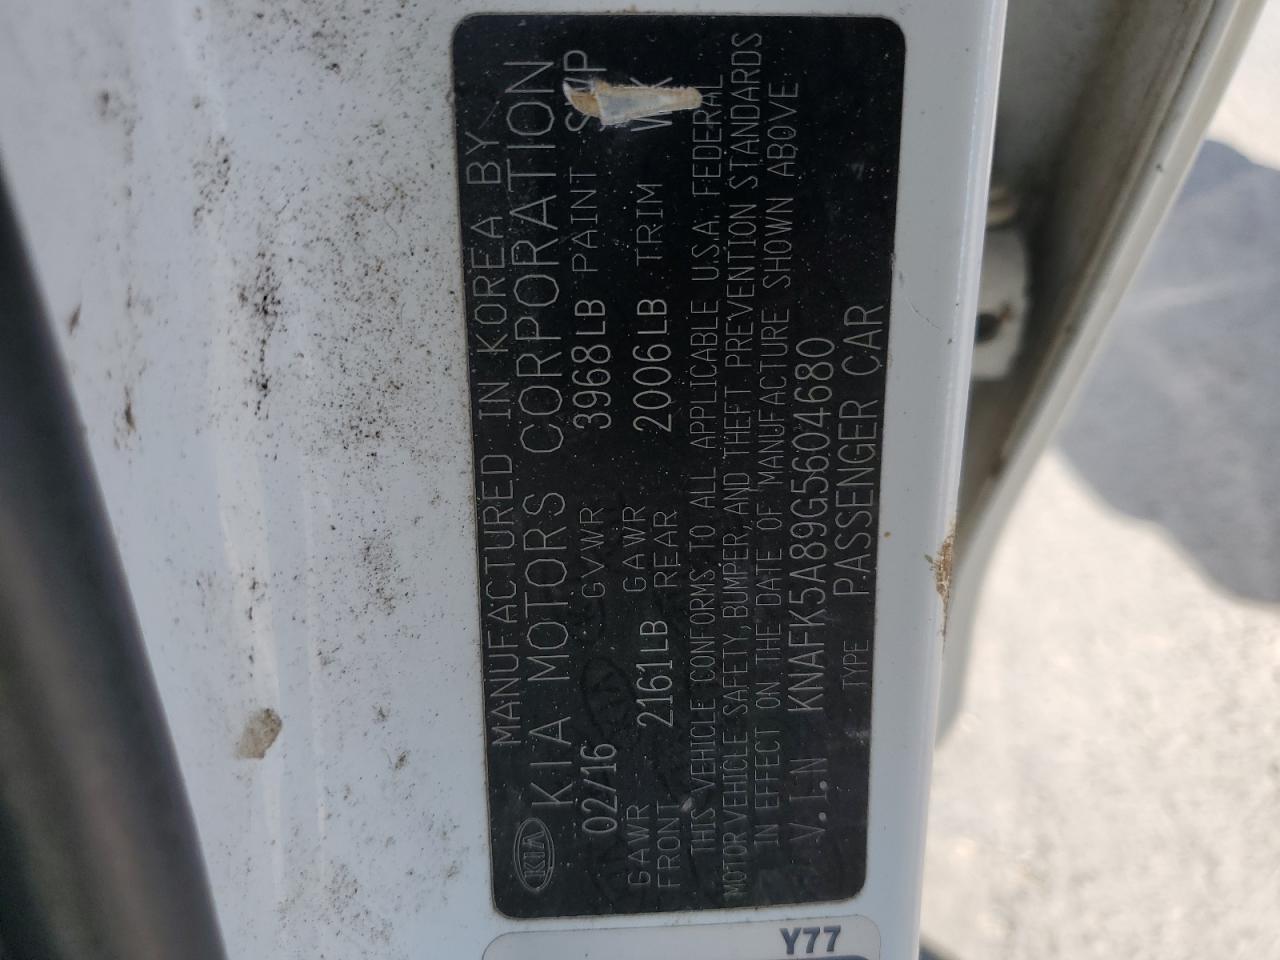 KIA
MANUFACTURED IN KOREA BY
KIA MOTORS CORPORATION
02/16 GVWR 3968LB PAINT SWP
GAWR FRONT 2161LB GAWR REAR 2006LB TRIM WK
THIS VEHICLE CONFORMS TO ALL APPLICABLE U.S.A. FEDERAL
MOTOR VEHICLE SAFETY, BUMPER, AND THEFT PREVENTION STANDARDS
IN EFFECT ON THE DATE OF MANUFACTURE SHOWN ABOVE
V.I.N KNAFK5A89G5604680
TYPE PASSENGER CAR
Y77